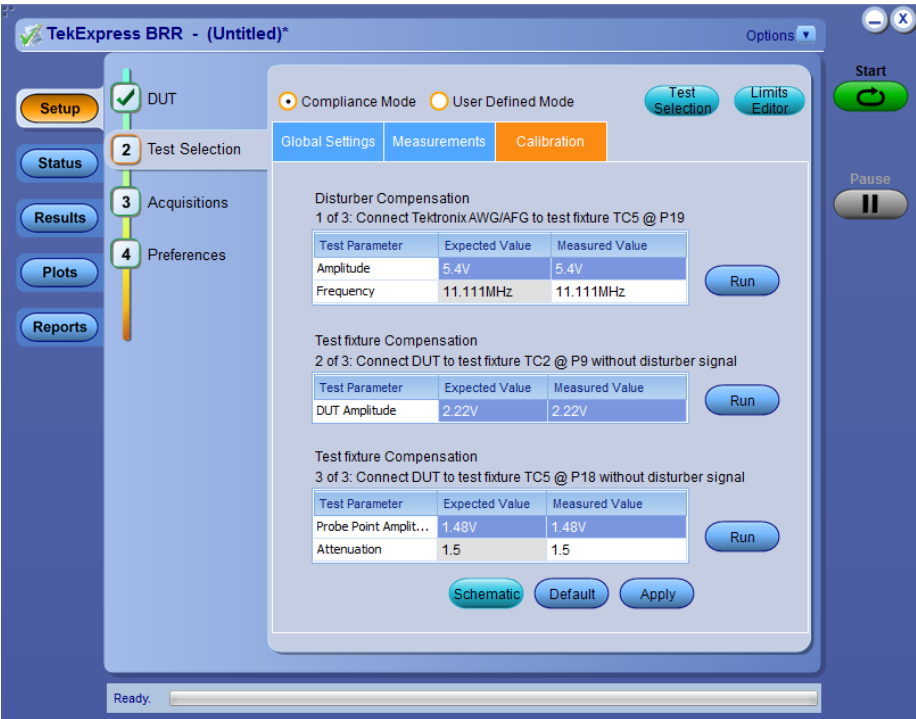 TekExpress BRR - (Untitled)*
Options
Start
Pause
Setup
Status
Results
Plots
Reports
DUT
2 Test Selection
3 Acquisitions
4 Preferences
Compliance Mode User Defined Mode
Test Selection
Limits Editor
Global Settings Measurements Calibration
Disturber Compensation
1 of 3: Connect Tektronix AWG/AFG to test fixture TC5 @ P19
Test Parameter Expected Value Measured Value
Amplitude 5.4V 5.4V
Frequency 11.111MHz 11.111MHz
Run
Test fixture Compensation
2 of 3: Connect DUT to test fixture TC2 @ P9 without disturber signal
Test Parameter Expected Value Measured Value
DUT Amplitude 2.22V 2.22V
Run
Test fixture Compensation
3 of 3: Connect DUT to test fixture TC5 @ P18 without disturber signal
Test Parameter Expected Value Measured Value
Probe Point Amplit... 1.48V 1.48V
Attenuation 1.5 1.5
Run
Schematic Default Apply
Ready.